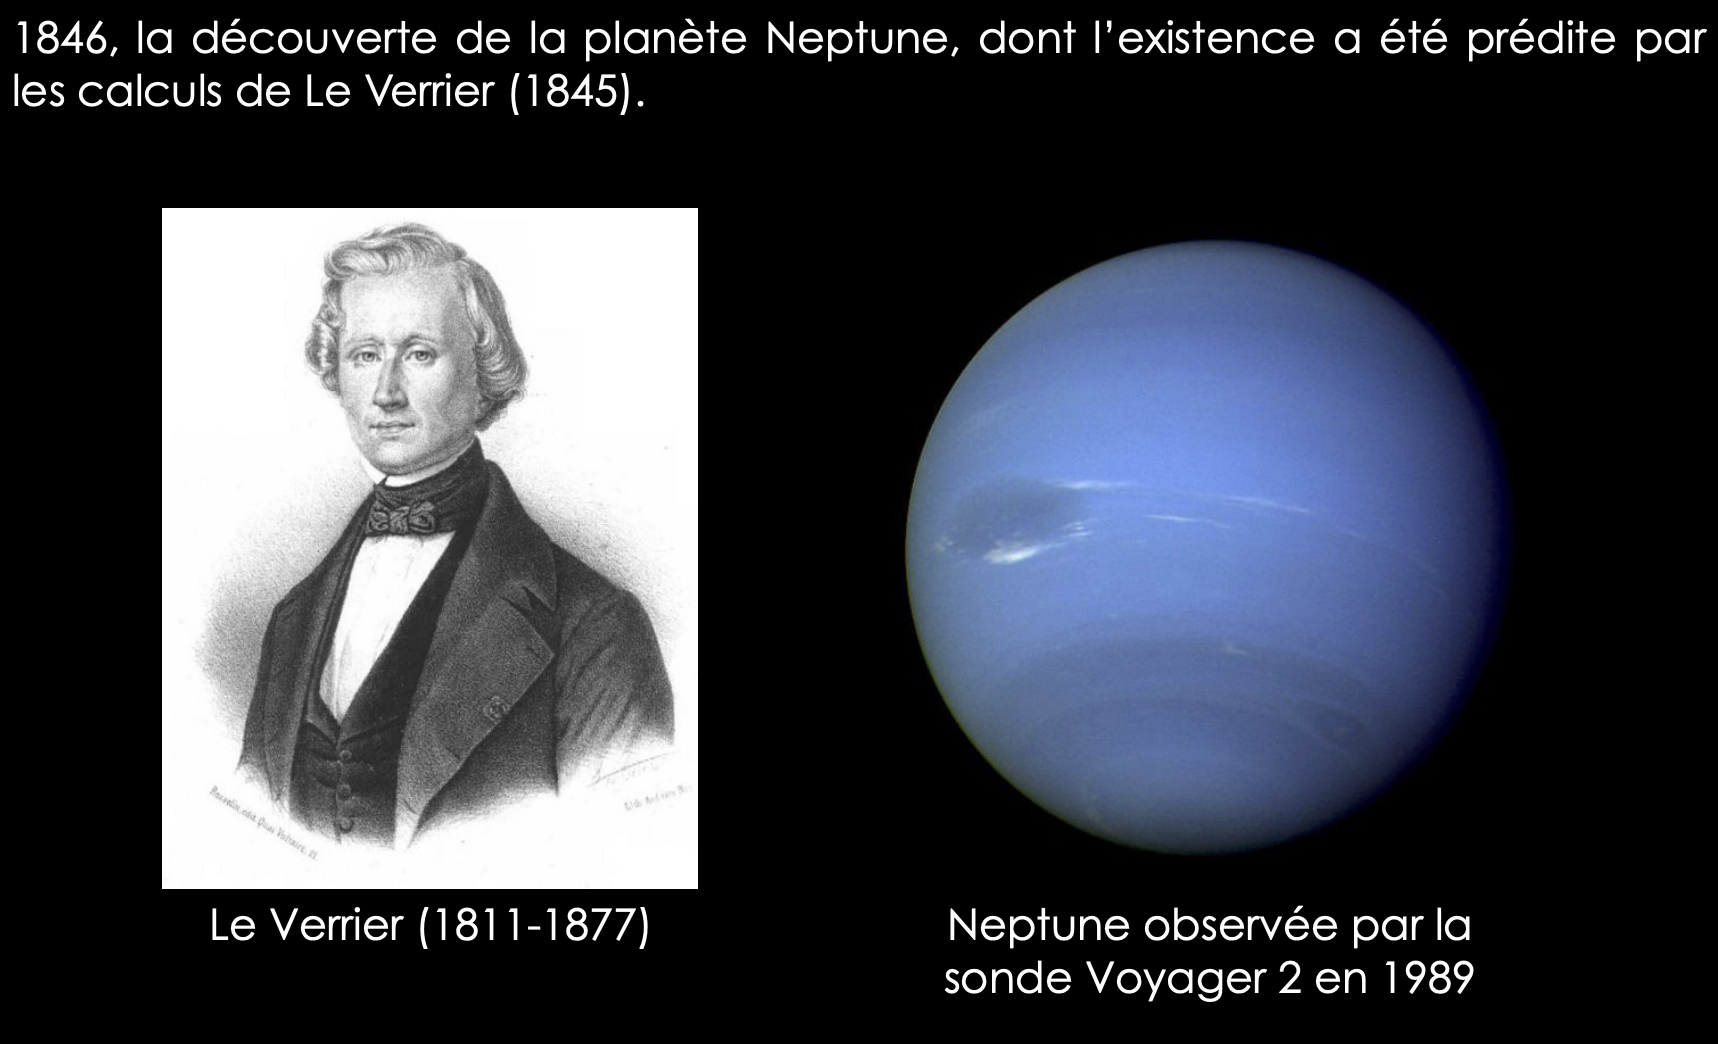 1846, la découverte de la planète Neptune, dont l’existence a été prédite par
les calculs de Le Verrier (1845).
Le Verrier (1811-1877)
Neptune observée par la
sonde Voyager 2 en 1989